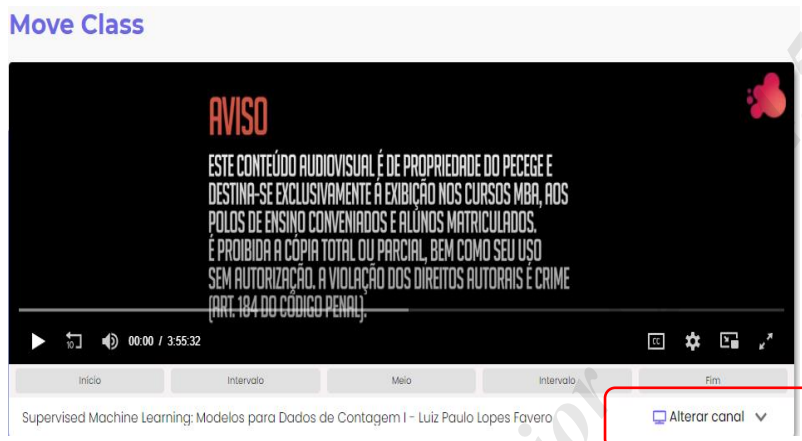 Move Class
AVISO
ESTE CONTEÚDO AUDIOVISUAL É DE PROPRIEDADE DO PECEGE E
DESTINA-SE EXCLUSIVAMENTE Á EXIBIÇÃO NOS CURSOS MBA, AOS
POLOS DE ENSINO CONVENIADOS E ALUNOS MATRICULADOS.
É PROIBIDA A CÓPIA TOTAL OU PARCIAL, BEM COMO SEU USO
SEM AUTORIZAÇÃO. A VIOLAÇÃO DOS DIREITOS AUTORAIS É CRIME
(ART. 184 DO CÓDIGO PENAL).
10 00:00 / 3:55:32 CC
Início Intervalo Meio Intervalo Fim
Supervised Machine Learning: Modelos para Dados de Contagem I - Luiz Paulo Lopes Favero Alterar canal